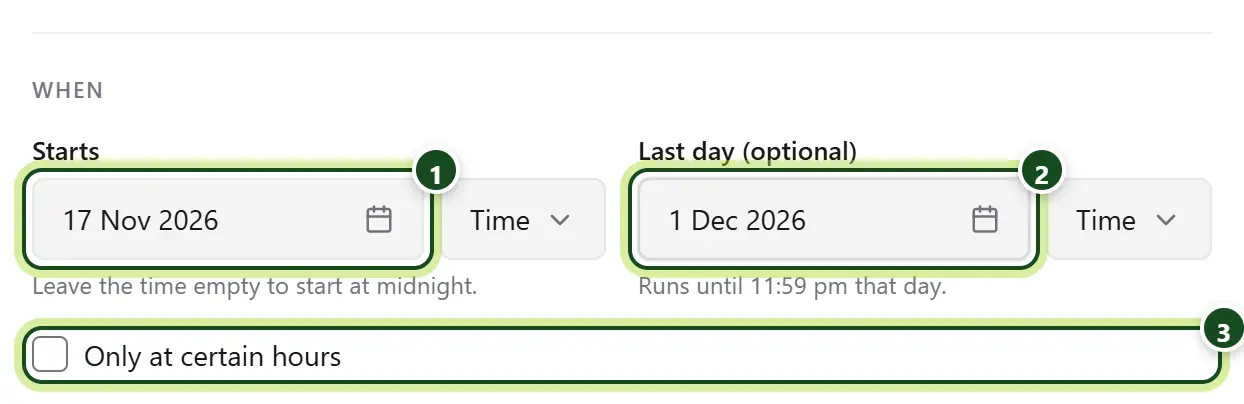 WHEN
Starts
Last day (optional)
1
2
17 Nov 2026
Time
1 Dec 2026
Time
Leave the time empty to start at midnight.
Runs until 11:59 pm that day.
3
Only at certain hours